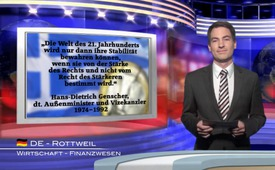 „Die Welt des 21. Jahrhunderts
wird nur dann ihre Stabilität
bewahren können,
wenn sie von der Stärke
des Rechts und nicht vom
Recht des Stärkeren
bestimmt wird.“
Hans-Dietrich Genscher,
dt. Außenminister und Vizekanzler
1974-1992
DE - Rottweil
Wirtschaft - Finanzwesen